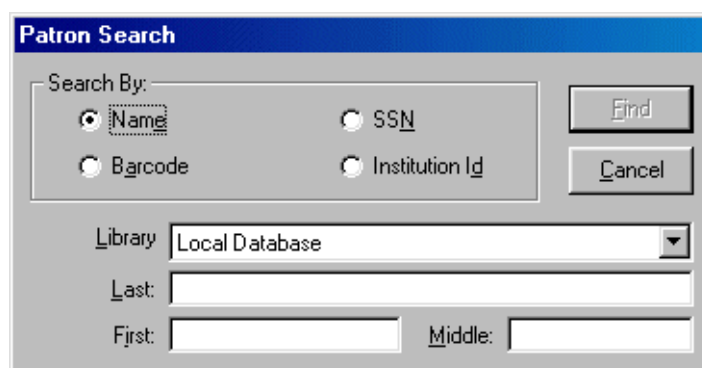 Patron Search
Search By:
Name SSN Find
Barcode Institution Id Cancel
Library Local Database
Last:
First: Middle: